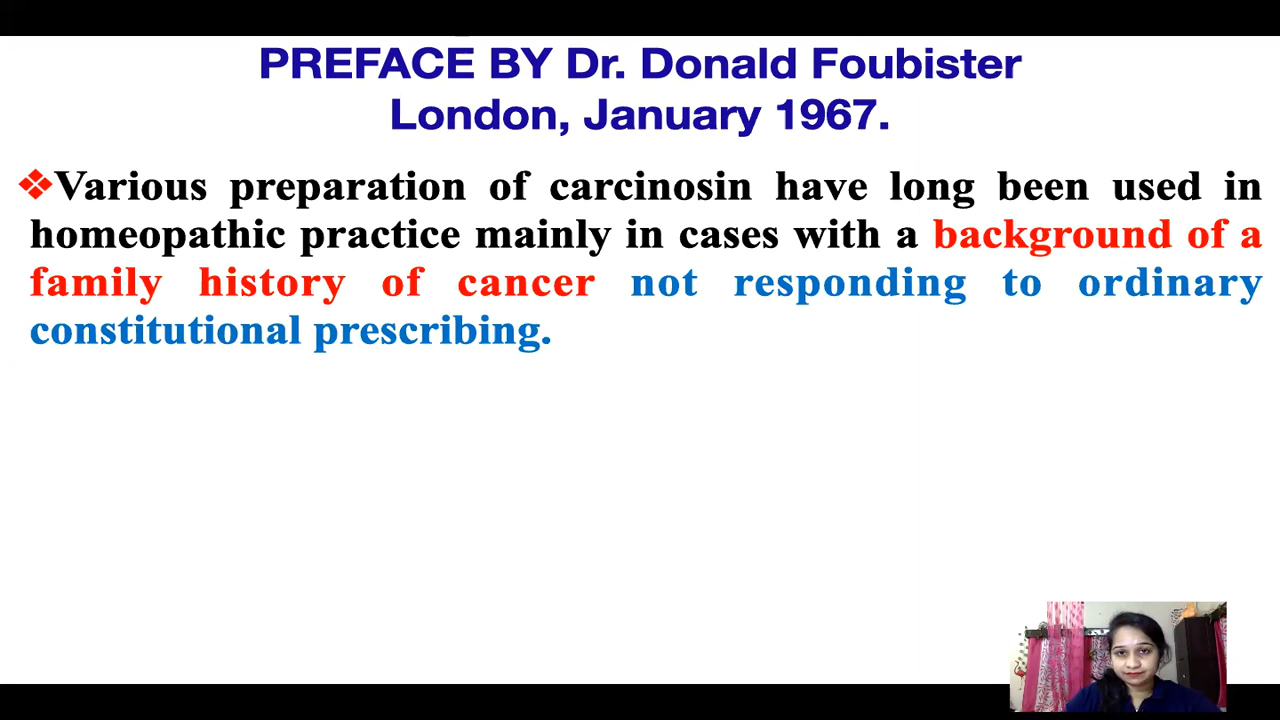 PREFACE BY Dr. Donald Foubister
London, January 1967.
❖Various preparation of carcinosin have long been used in
homeopathic practice mainly in cases with a background of a
family history of cancer not responding to ordinary
constitutional prescribing.